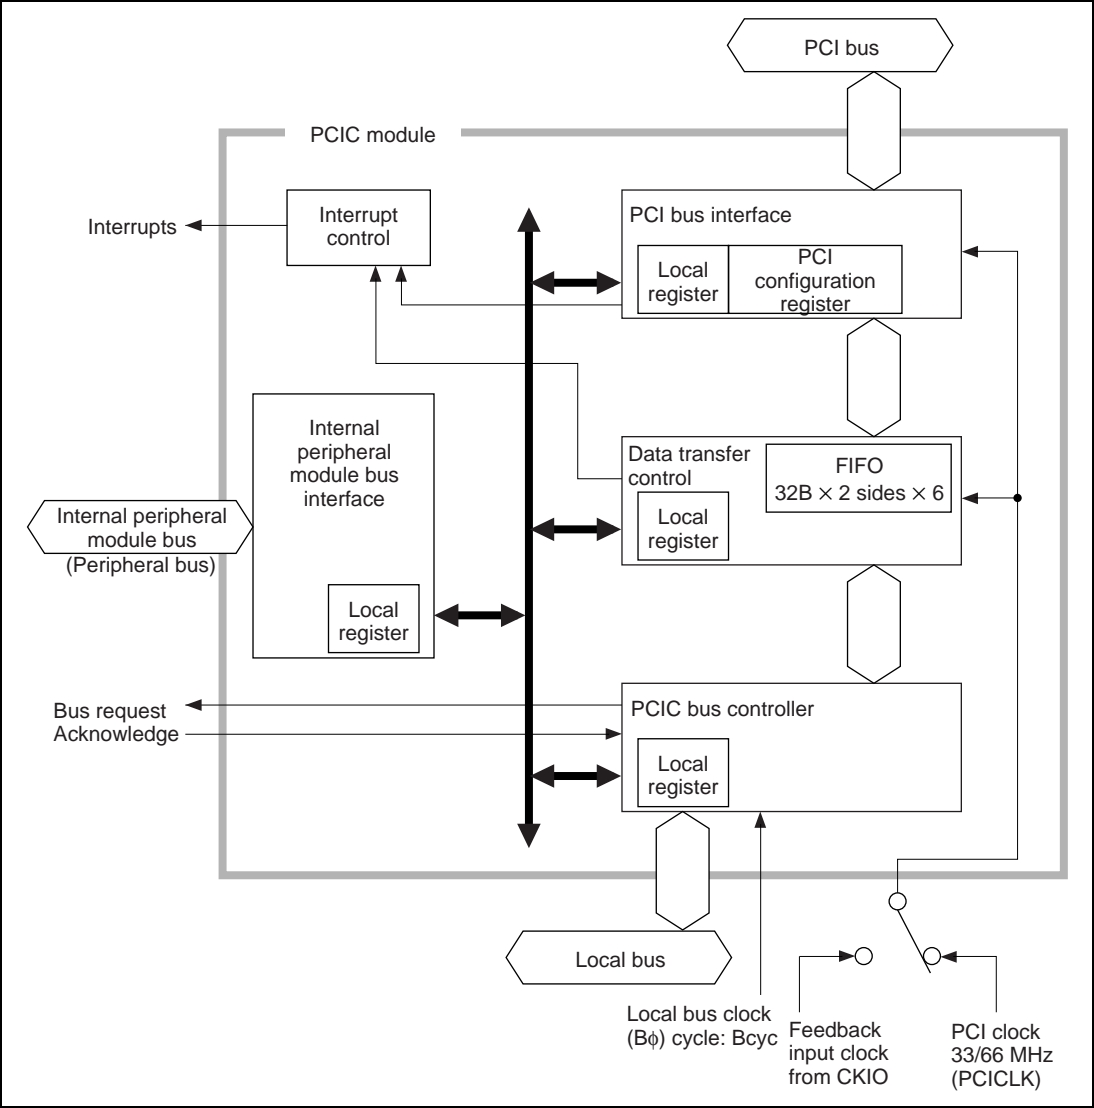 PCI bus
PCIC module
Interrupts
Interrupt
control
PCI bus interface
Local
register
PCI
configuration
register
Internal
peripheral
module bus
interface
Data transfer
control
FIFO
32B × 2 sides × 6
Local
register
Internal peripheral
module bus
(Peripheral bus)
Local
register
Bus request
Acknowledge
PCIC bus controller
Local
register
Local bus
Local bus clock
(Bϕ) cycle: Bcyc
Feedback
input clock
from CKIO
PCI clock
33/66 MHz
(PCICLK)